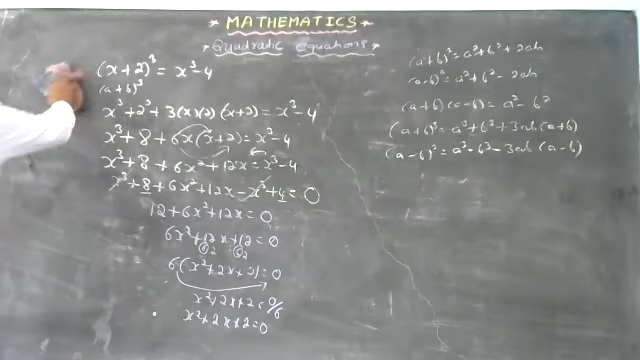 * MATHEMATICS *
* Quadratic equations *
(x+2)³ = x³-4
(a+b)³
x³+2³+3(x)(2)(x+2)=x³-4
x³+8+6x(x+2)=x³-4
x³+8+6x²+12x=x³-4
x³+8+6x²+12x-x³+4=0
12+6x²+12x=0
6x²+12x+12=0
6(x²+2x+2)=0
x²+2x+2=0/6
x²+2x+2=0
(a+b)²=a²+b²+2ab
(a-b)²=a²+b²-2ab
(a+b)(a-b)=a²-b²
(a+b)³=a³+b³+3ab(a+b)
(a-b)³=a³-b³-3ab(a-b)